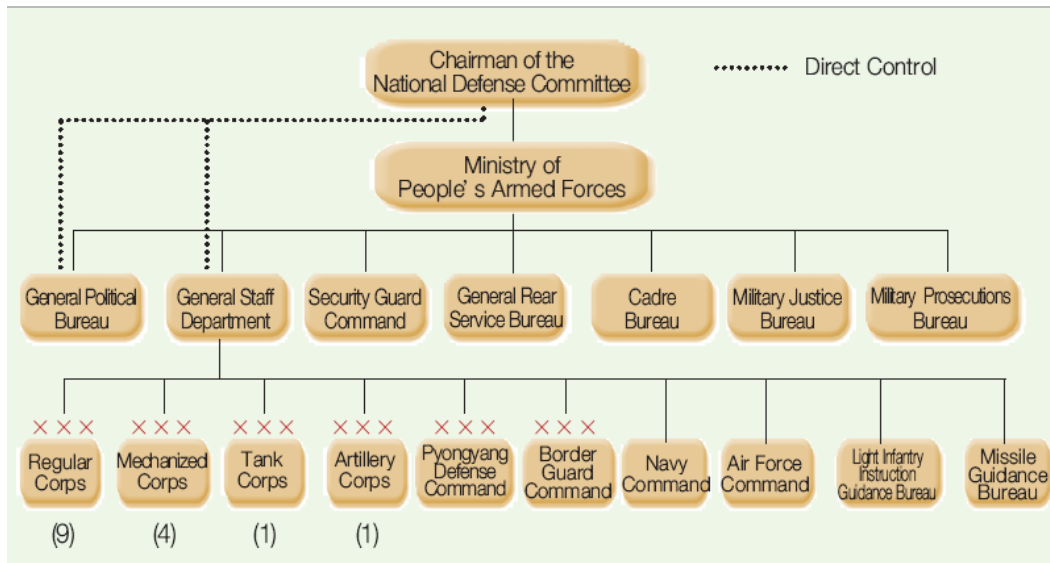 Chairman of the
National Defense Committee
Direct Control
Ministry of
People' s Armed Forces
General Political
Bureau
General Staff
Department
Security Guard
Command
General Rear
Service Bureau
Cadre
Bureau
Military Justice
Bureau
Military Prosecutions
Bureau
× × ×
× × ×
× × ×
× × ×
× × ×
× × ×
Regular
Corps
Mechanized
Corps
Tank
Corps
Artillery
Corps
Pyongyang
Defense
Command
Border
Guard
Command
Navy
Command
Air Force
Command
Light Infantry
Instruction
Guidance Bureau
Missile
Guidance
Bureau
(9)
(4)
(1)
(1)